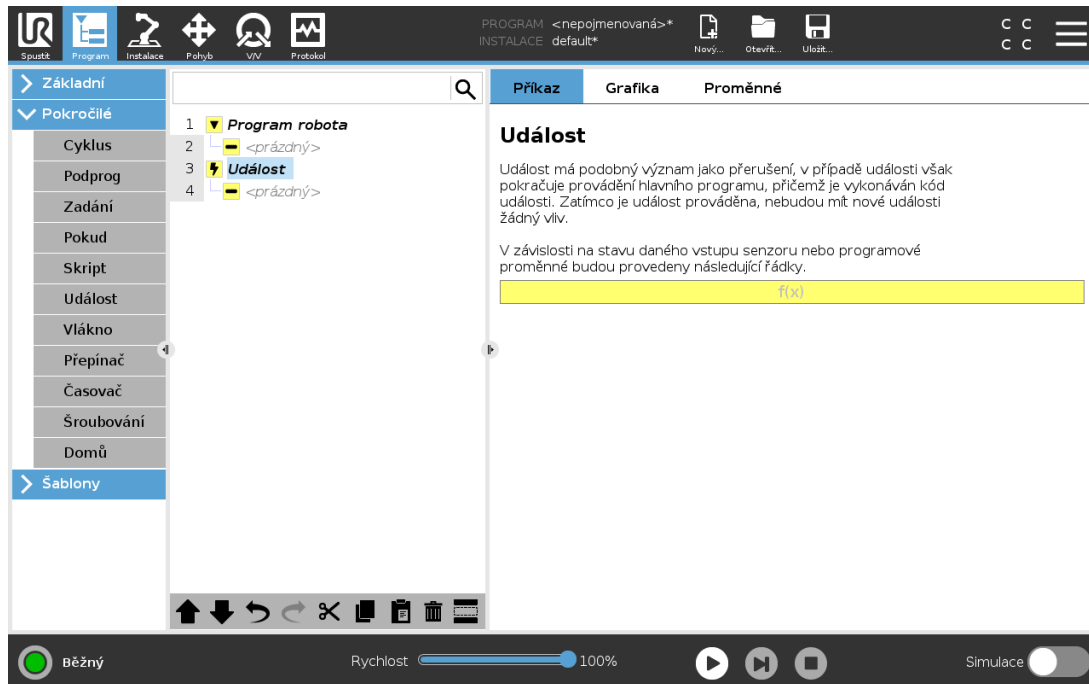 PROGRAM <nepojmenovaná>*
INSTALACE default*
Spustit Program Instalace Pohyb V/V Protokol Nový... Otevřít... Uložit...
C C
C C
Základní
Pokročilé
Cyklus
Podprog
Zadání
Pokud
Skript
Událost
Vlákno
Přepínač
Časovač
Šroubování
Domů
Šablony
1 Program robota
2 <prázdný>
3 Událost
4 <prázdný>
Příkaz Grafika Proměnné
Událost
Událost má podobný význam jako přerušení, v případě události však
pokračuje provádění hlavního programu, přičemž je vykonáván kód
události. Zatímco je událost prováděna, nebudou mít nové události
žádný vliv.
V závislosti na stavu daného vstupu senzoru nebo programové
proměnné budou provedeny následující řádky.
f(x)
Běžný Rychlost 100% Simulace